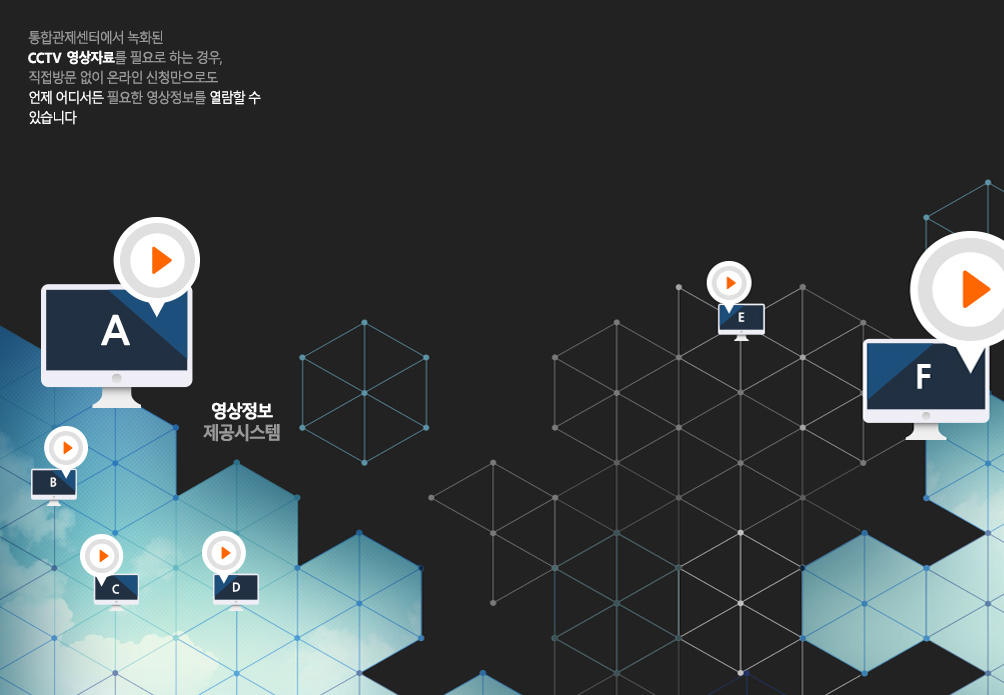 통합관제센터에서 녹화된
CCTV 영상자료를 필요로 하는 경우,
직접방문 없이 온라인 신청만으로도
언제 어디서든 필요한 영상정보를 열람할 수
있습니다
A
E
F
영상정보
제공시스템
B
C
D